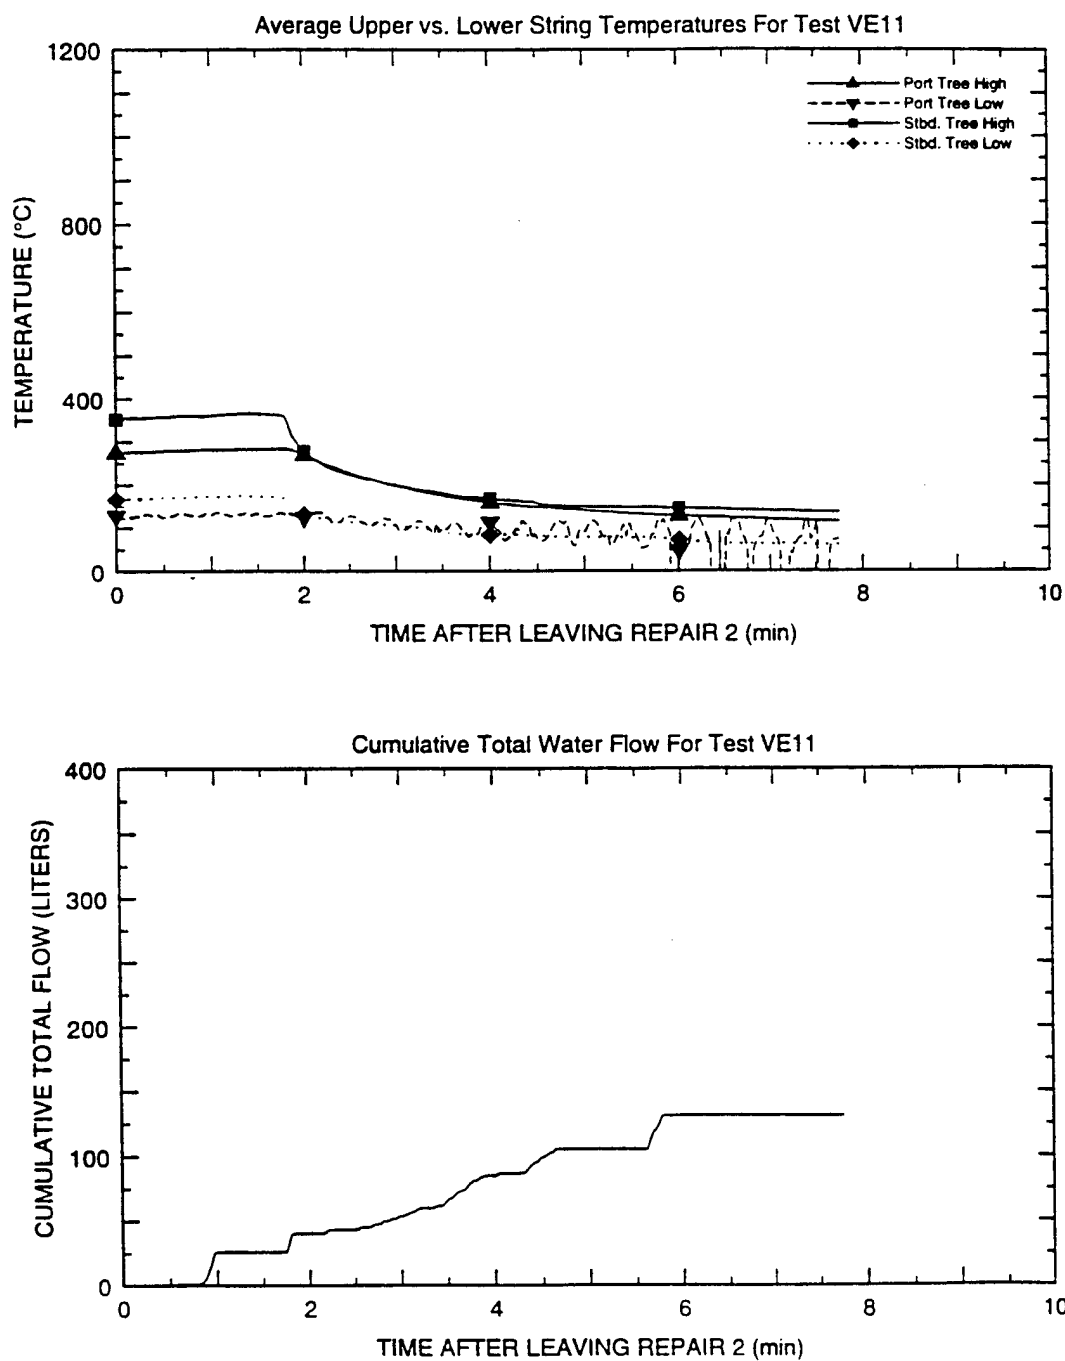 Average Upper vs. Lower String Temperatures For Test VE11
1200
800
400
0
TEMPERATURE (°C)
Port Tree High
Port Tree Low
Stbd. Tree High
Stbd. Tree Low
0 2 4 6 8 10
TIME AFTER LEAVING REPAIR 2 (min)
Cumulative Total Water Flow For Test VE11
400
300
200
100
0
CUMULATIVE TOTAL FLOW (LITERS)
0 2 4 6 8 10
TIME AFTER LEAVING REPAIR 2 (min)